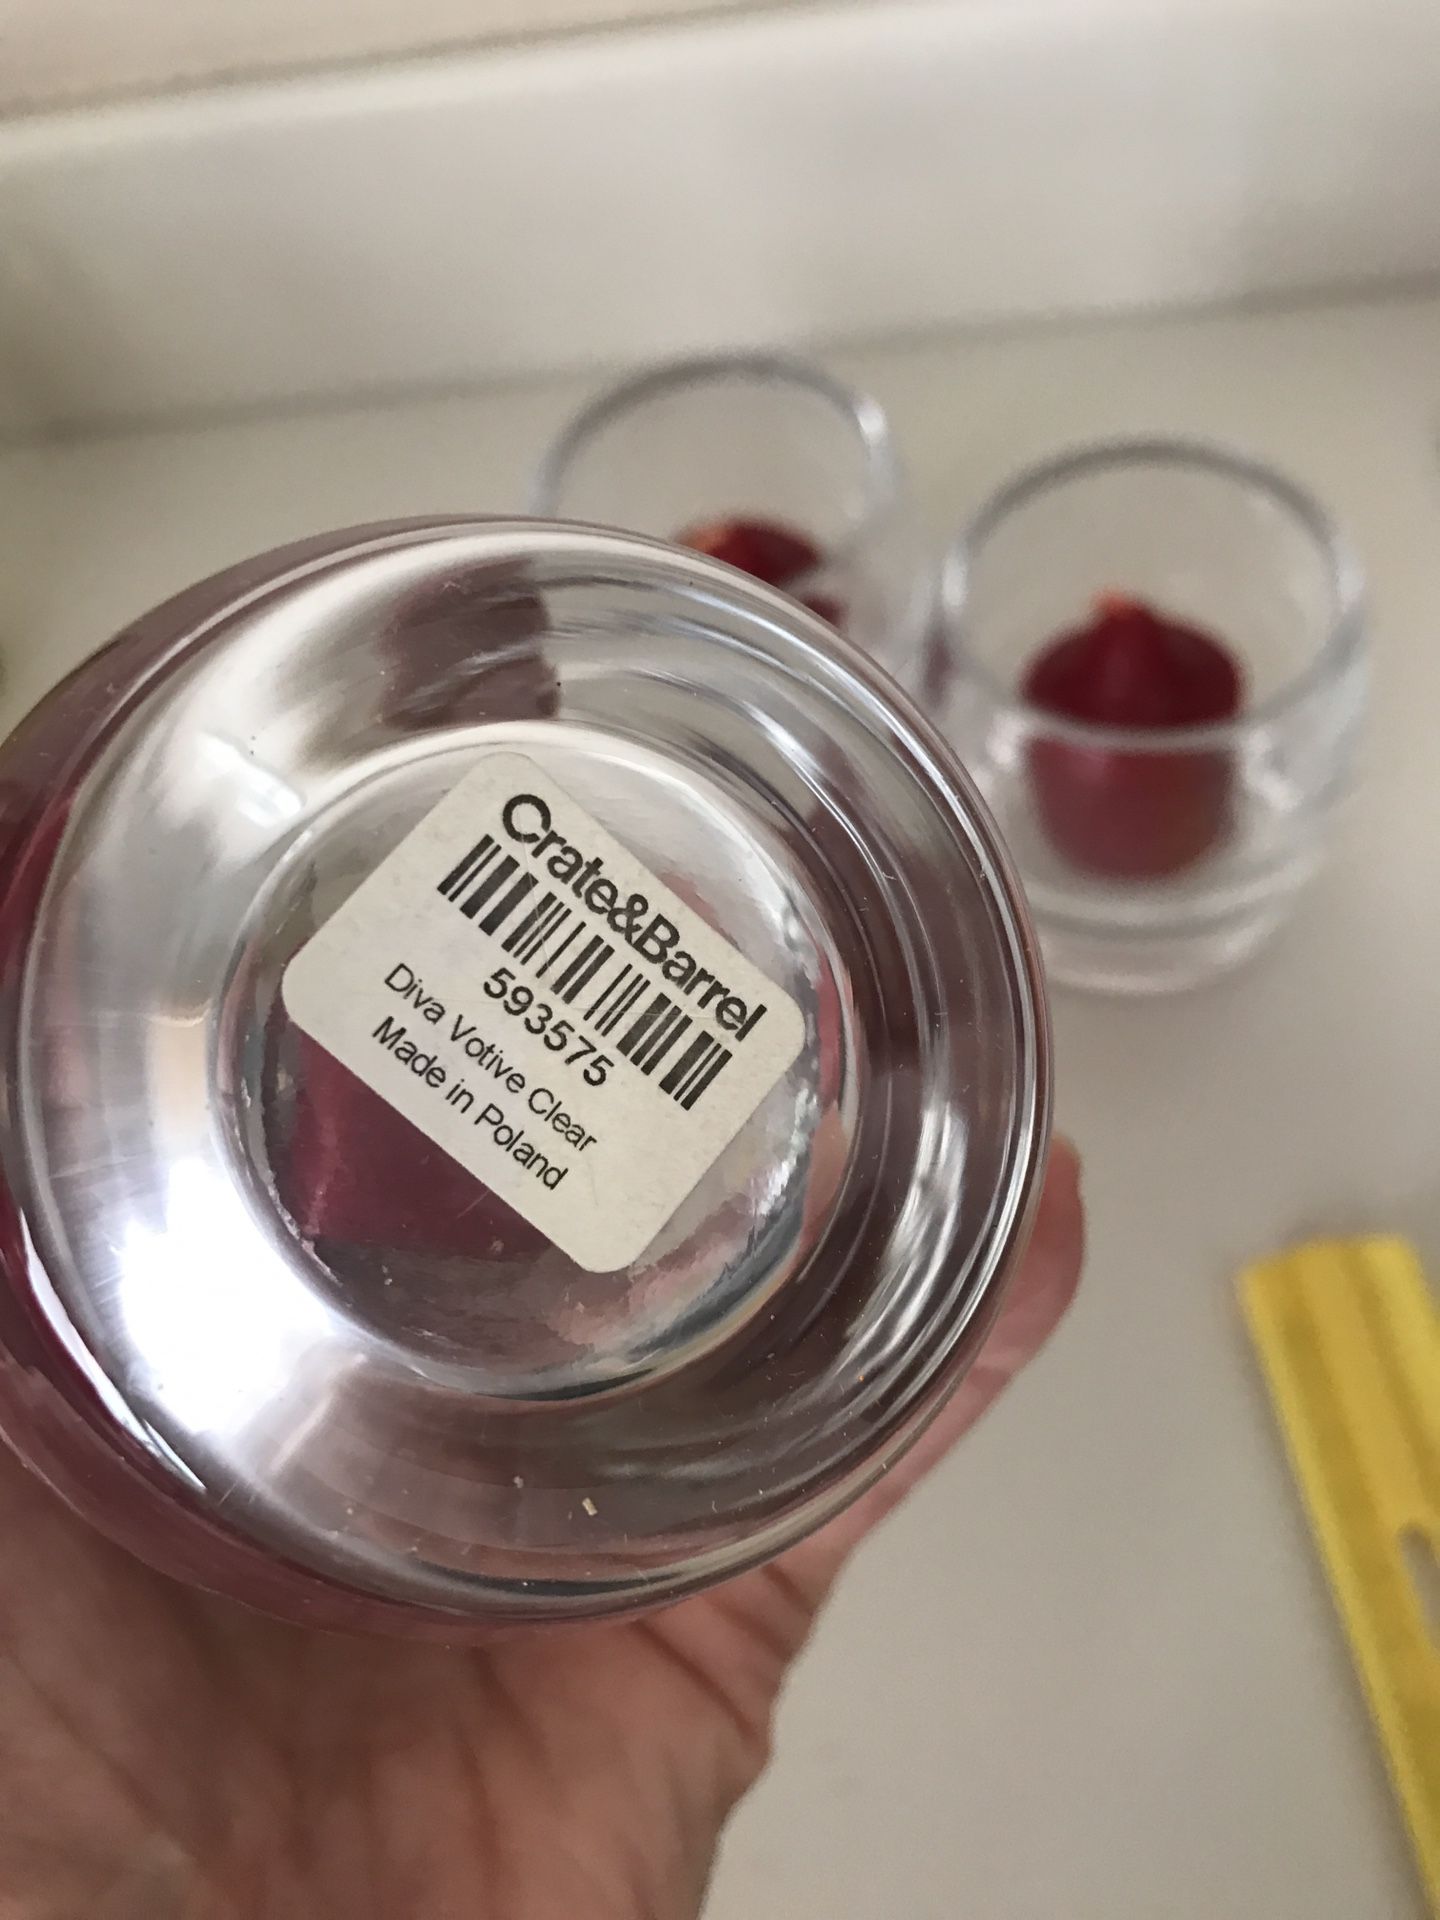 Crate&Barrel
593575
Diva Votive Clear
Made in Poland